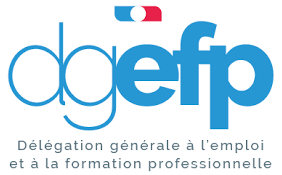 dgefp
Délégation générale à l'emploi
et à la formation professionnelle